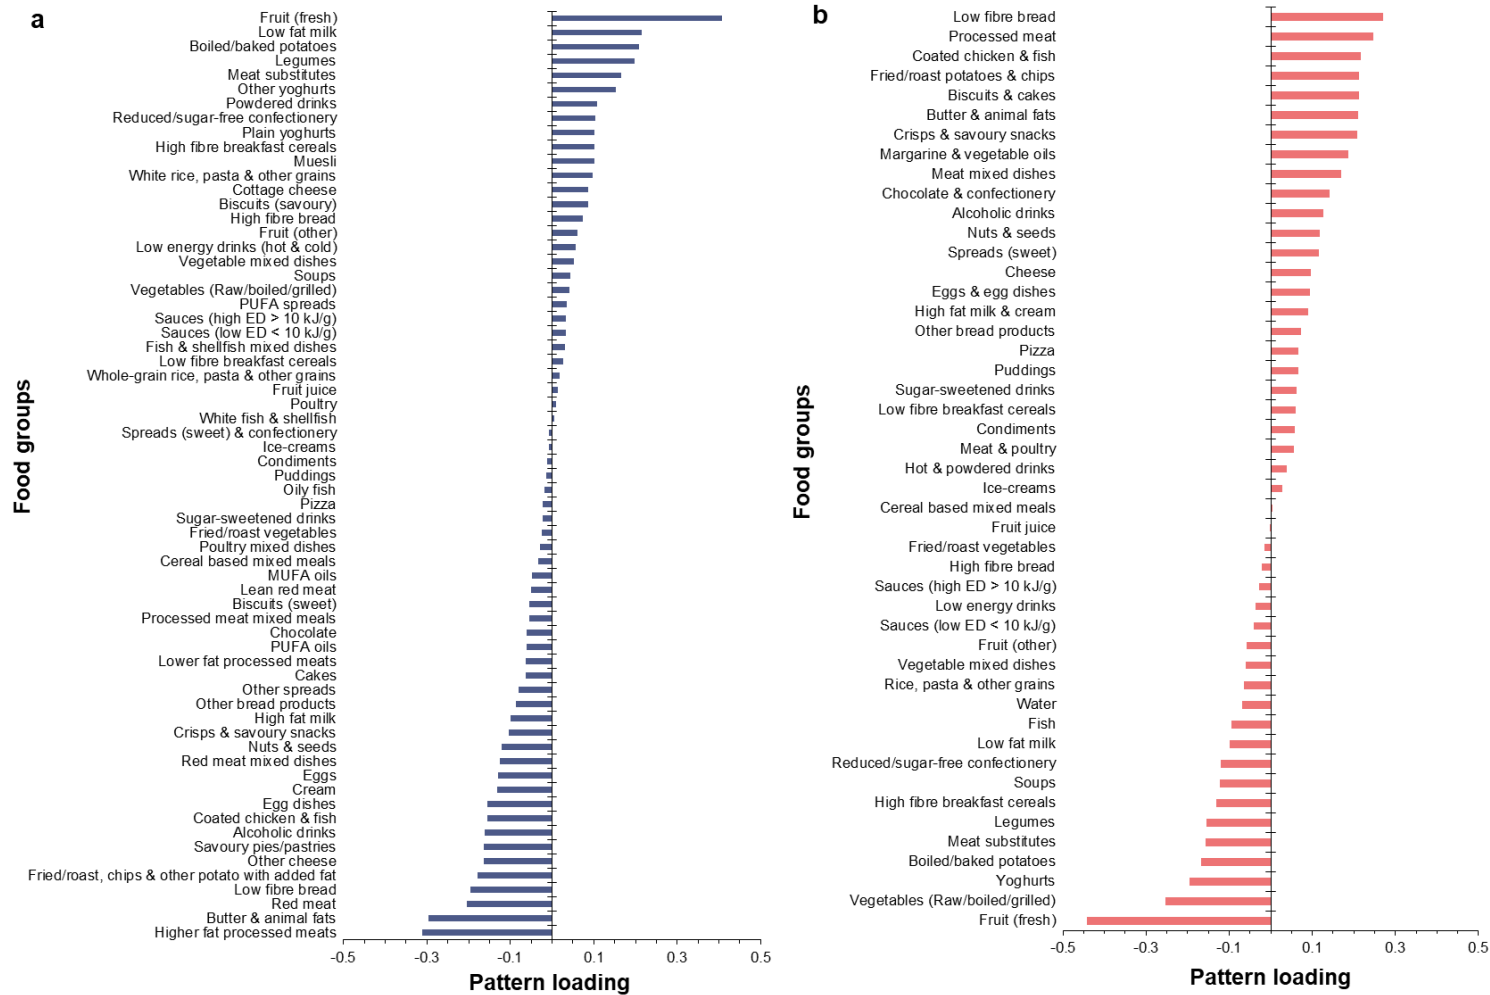 a
Fruit (fresh)
Low fat milk
Boiled/baked potatoes
Legumes
Meat substitutes
Other yoghurts
Powdered drinks
Reduced/sugar-free confectionery
Plain yoghurts
High fibre breakfast cereals
Muesli
White rice, pasta & other grains
Cottage cheese
Biscuits (savoury)
High fibre bread
Fruit (other)
Low energy drinks (hot & cold)
Vegetable mixed dishes
Soups
Vegetables (Raw/boiled/grilled)
PUFA spreads
Sauces (high ED > 10 kJ/g)
Sauces (low ED < 10 kJ/g)
Fish & shellfish mixed dishes
Low fibre breakfast cereals
Whole-grain rice, pasta & other grains
Fruit juice
Poultry
White fish & shellfish
Spreads (sweet) & confectionery
Ice-creams
Condiments
Puddings
Oily fish
Pizza
Sugar-sweetened drinks
Fried/roast vegetables
Poultry mixed dishes
Cereal based mixed meals
MUFA oils
Lean red meat
Biscuits (sweet)
Processed meat mixed meals
Chocolate
PUFA oils
Lower fat processed meats
Cakes
Other spreads
Other bread products
High fat milk
Crisps & savoury snacks
Nuts & seeds
Red meat mixed dishes
Eggs
Cream
Egg dishes
Coated chicken & fish
Alcoholic drinks
Savoury pies/pastries
Other cheese
Fried/roast, chips & other potato with added fat
Low fibre bread
Red meat
Butter & animal fats
Higher fat processed meats
Food groups
-0.5 -0.3 -0.1 0.1 0.3 0.5
Pattern loading
b
Low fibre bread
Processed meat
Coated chicken & fish
Fried/roast potatoes & chips
Biscuits & cakes
Butter & animal fats
Crisps & savoury snacks
Margarine & vegetable oils
Meat mixed dishes
Chocolate & confectionery
Alcoholic drinks
Nuts & seeds
Spreads (sweet)
Cheese
Eggs & egg dishes
High fat milk & cream
Other bread products
Pizza
Puddings
Sugar-sweetened drinks
Low fibre breakfast cereals
Condiments
Meat & poultry
Hot & powdered drinks
Ice-creams
Cereal based mixed meals
Fruit juice
Fried/roast vegetables
High fibre bread
Sauces (high ED > 10 kJ/g)
Low energy drinks
Sauces (low ED < 10 kJ/g)
Fruit (other)
Vegetable mixed dishes
Rice, pasta & other grains
Water
Fish
Low fat milk
Reduced/sugar-free confectionery
Soups
High fibre breakfast cereals
Legumes
Meat substitutes
Boiled/baked potatoes
Yoghurts
Vegetables (Raw/boiled/grilled)
Fruit (fresh)
Food groups
-0.5 -0.3 -0.1 0.1 0.3 0.5
Pattern loading